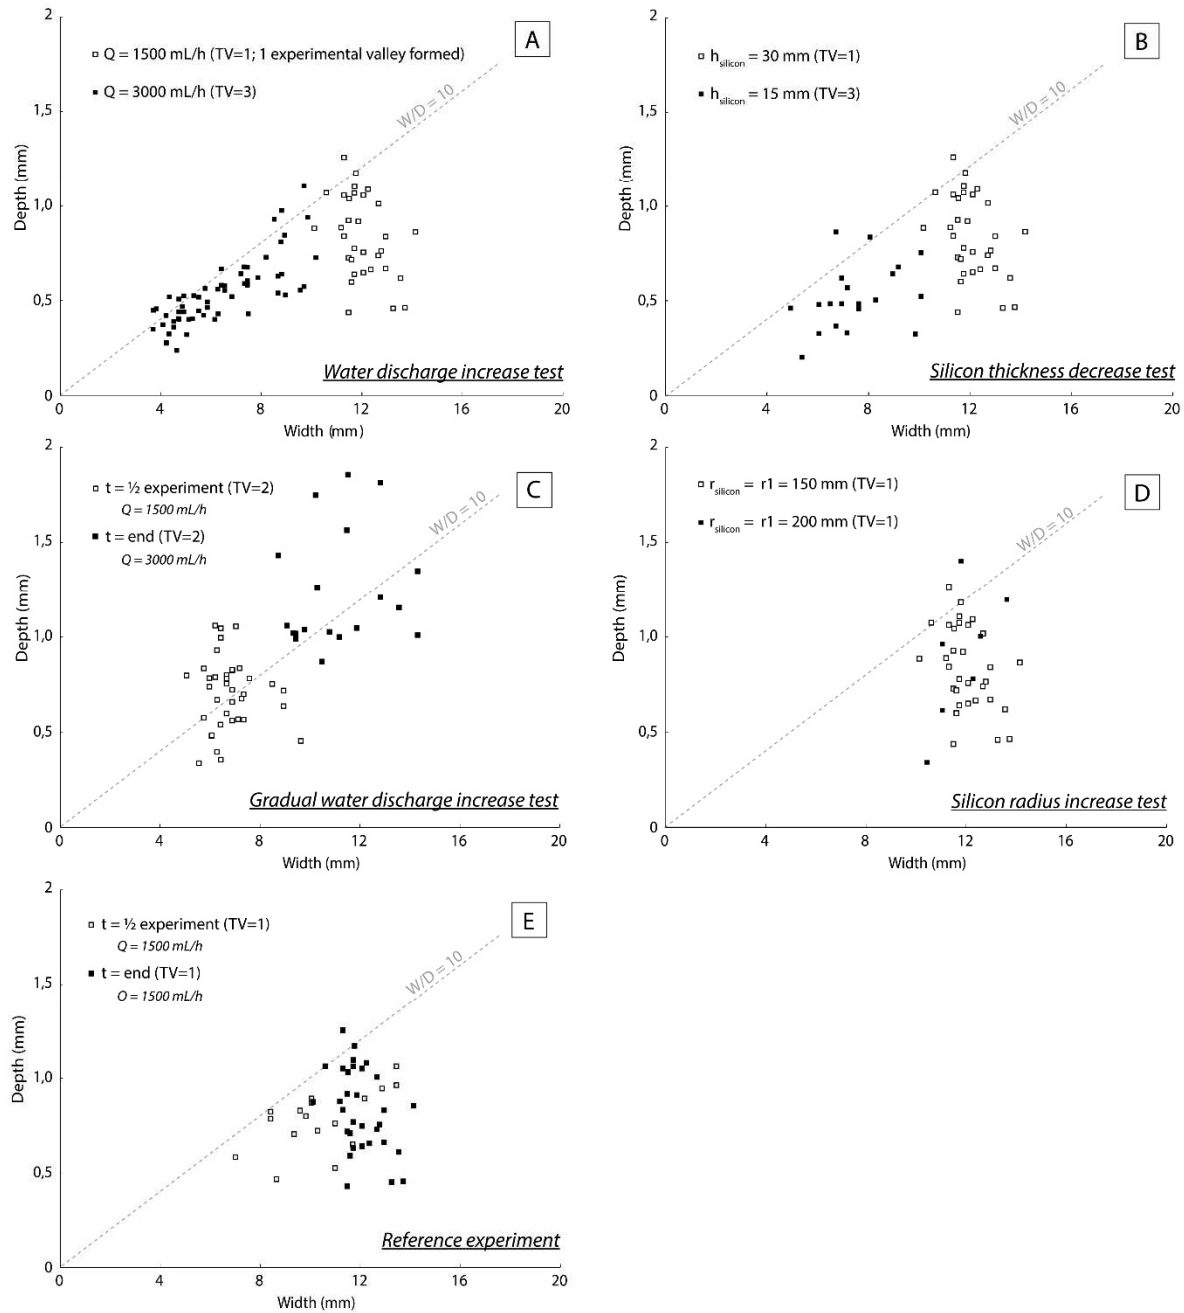 2
A
□ Q = 1500 mL/h (TV=1; 1 experimental valley formed)
■ Q = 3000 mL/h (TV=3)
1,5
W/D = 10
Depth (mm)
1,0
0,5
Water discharge increase test
0
0 4 8 12 16 20
Width (mm)
2
B
□ hsilicon = 30 mm (TV=1)
■ hsilicon = 15 mm (TV=3)
1,5
W/D = 10
Depth (mm)
1,0
0,5
Silicon thickness decrease test
0
0 4 8 12 16 20
Width (mm)
2
C
□ t = ½ experiment (TV=2)
Q = 1500 mL/h
■ t = end (TV=2)
Q = 3000 mL/h
1,5
W/D = 10
Depth (mm)
1,0
0,5
Gradual water discharge increase test
0
0 4 8 12 16 20
Width (mm)
2
D
□ rsilicon = r1 = 150 mm (TV=1)
■ rsilicon = r1 = 200 mm (TV=1)
1,5
W/D = 10
Depth (mm)
1,0
0,5
Silicon radius increase test
0
0 4 8 12 16 20
Width (mm)
2
E
□ t = ½ experiment (TV=1)
Q = 1500 mL/h
■ t = end (TV=1)
O = 1500 mL/h
1,5
W/D = 10
Depth (mm)
1,0
0,5
Reference experiment
0
0 4 8 12 16 20
Width (mm)